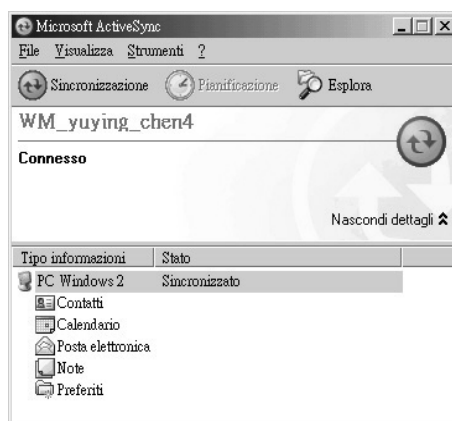 Microsoft ActiveSync
File Visualizza Strumenti ?
Sincronizzazione Pianificazione Esplora
WM_yuying_chen4
Connesso
Nascondi dettagli
Tipo informazioni Stato
PC Windows 2 Sincronizzato
Contatti
Calendario
Posta elettronica
Note
Preferiti